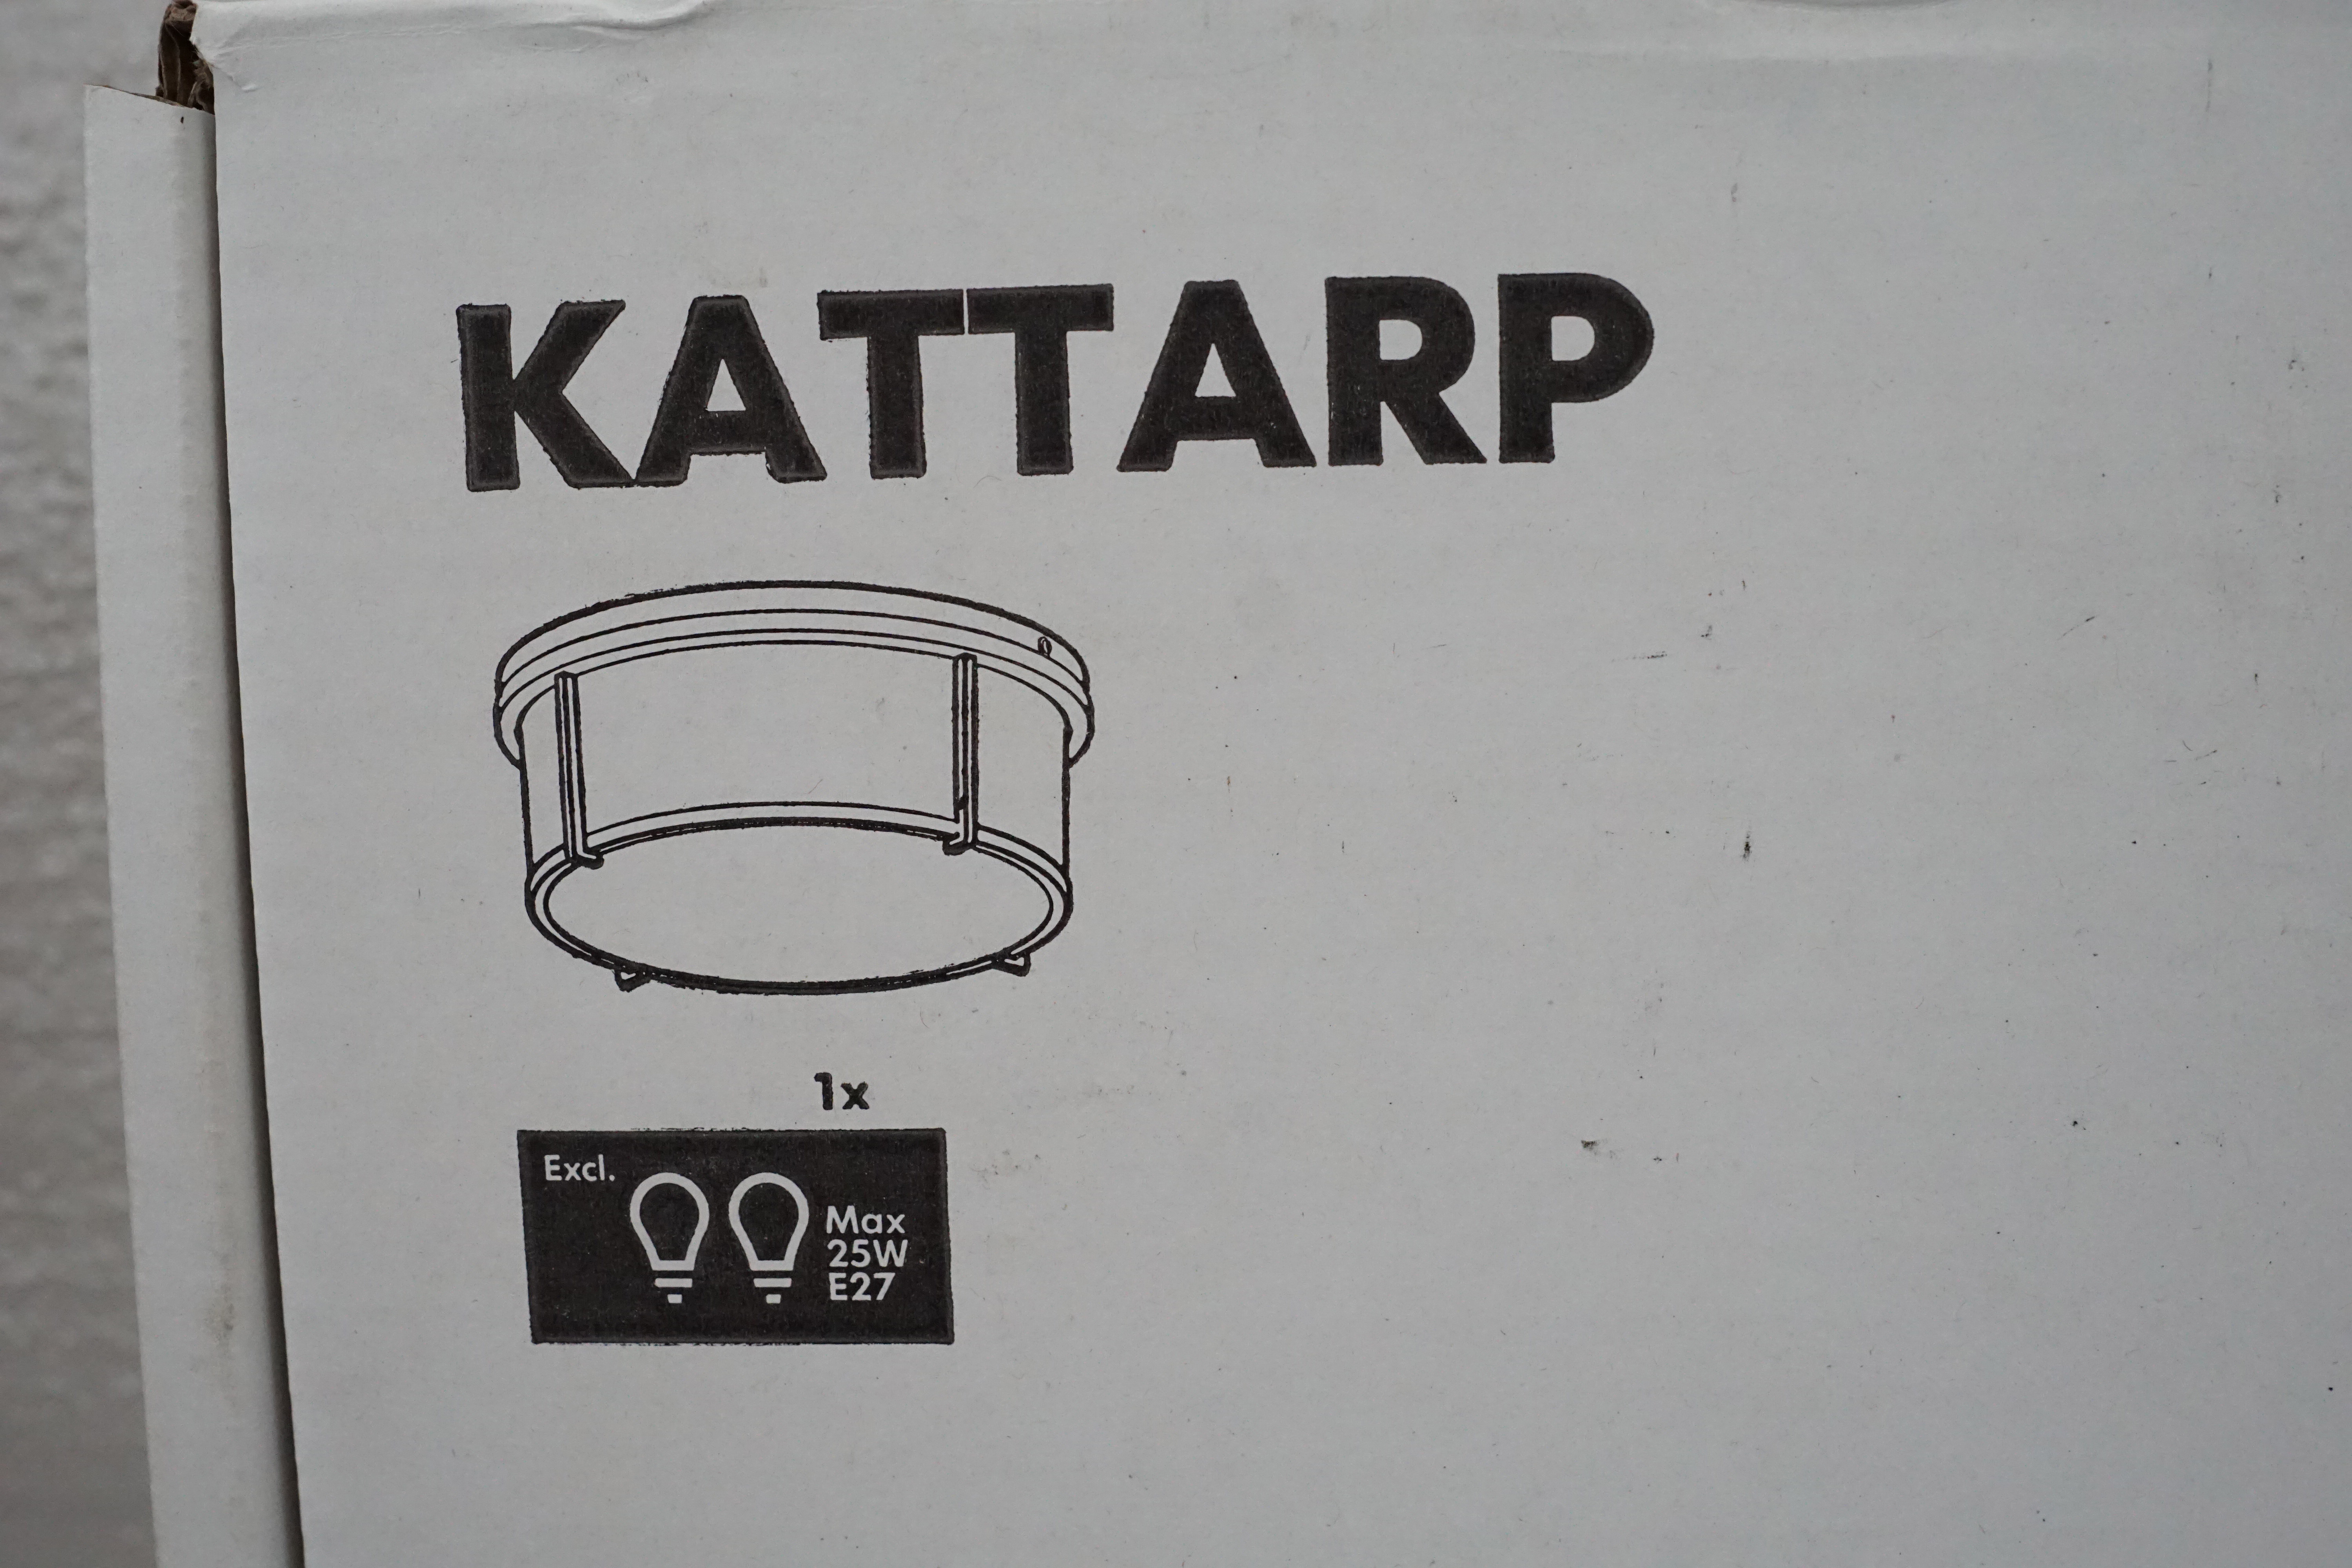 KATTARP
1x
Excl.
Max
25W
E27